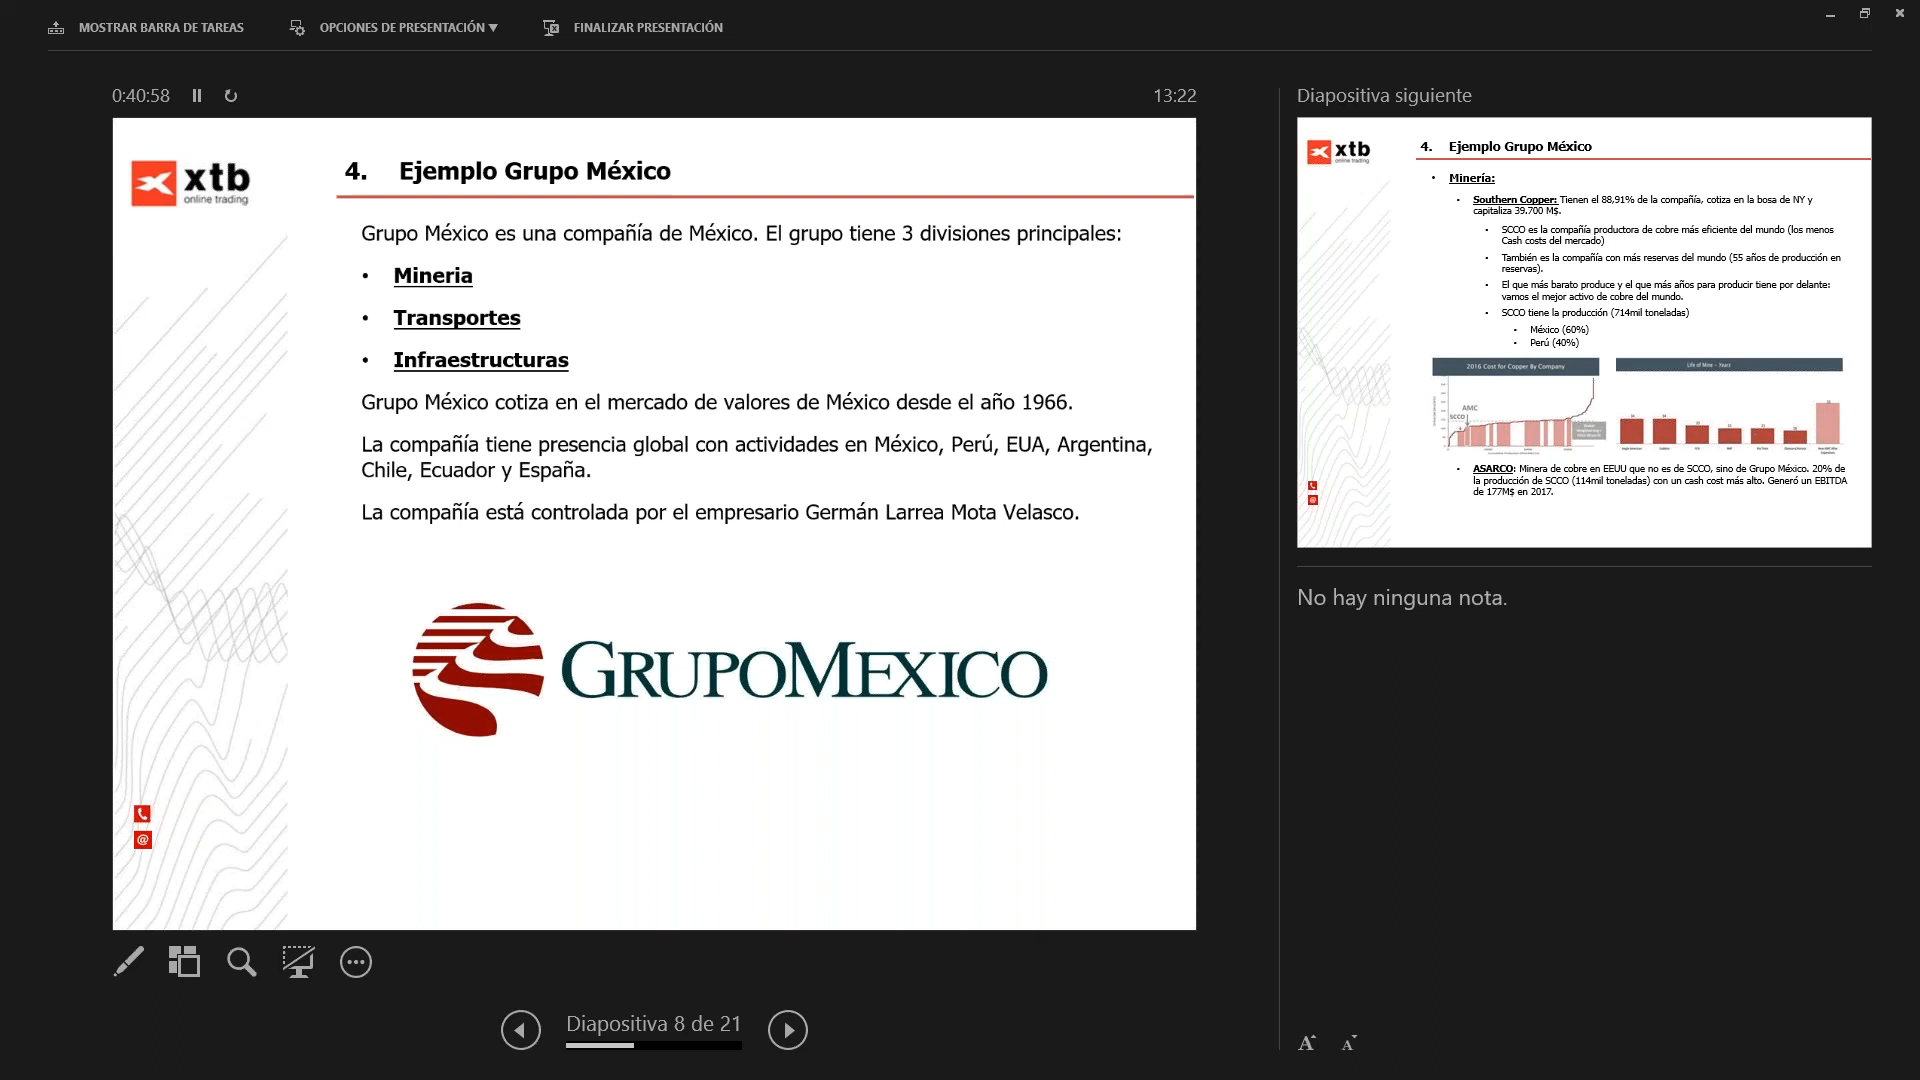 MOSTRAR BARRA DE TAREAS
OPCIONES DE PRESENTACIÓN
FINALIZAR PRESENTACIÓN
0:40:58
13:22
xtb
online trading
4. Ejemplo Grupo México
Grupo México es una compañía de México. El grupo tiene 3 divisiones principales:
• Mineria
• Transportes
• Infraestructuras
Grupo México cotiza en el mercado de valores de México desde el año 1966.
La compañía tiene presencia global con actividades en México, Perú, EUA, Argentina,
Chile, Ecuador y España.
La compañía está controlada por el empresario Germán Larrea Mota Velasco.
GRUPOMEXICO
@
Diapositiva 8 de 21
Diapositiva siguiente
xtb
online trading
4. Ejemplo Grupo México
• Minería:
• Southern Copper: Tienen el 88,91% de la compañía, cotiza en la bosa de NY y
capitaliza 39.700 M$.
• SCCO es la compañía productora de cobre más eficiente del mundo (los menos
Cash costs del mercado)
• También es la compañía con más reservas del mundo (55 años de producción en
reservas).
• El que más barato produce y el que más años para producir tiene por delante:
vamos el mejor activo de cobre del mundo.
• SCCO tiene la producción (714mil toneladas)
• México (60%)
• Perú (40%)
2016 Cost for Copper By Company
Life of Mine - Years
AMC
SCCO
• ASARCO: Minera de cobre en EEUU que no es de SCCO, sino de Grupo México. 20% de
la producción de SCCO (114mil toneladas) con un cash cost más alto. Generó un EBITDA
de 177M$ en 2017.
@
No hay ninguna nota.
A A